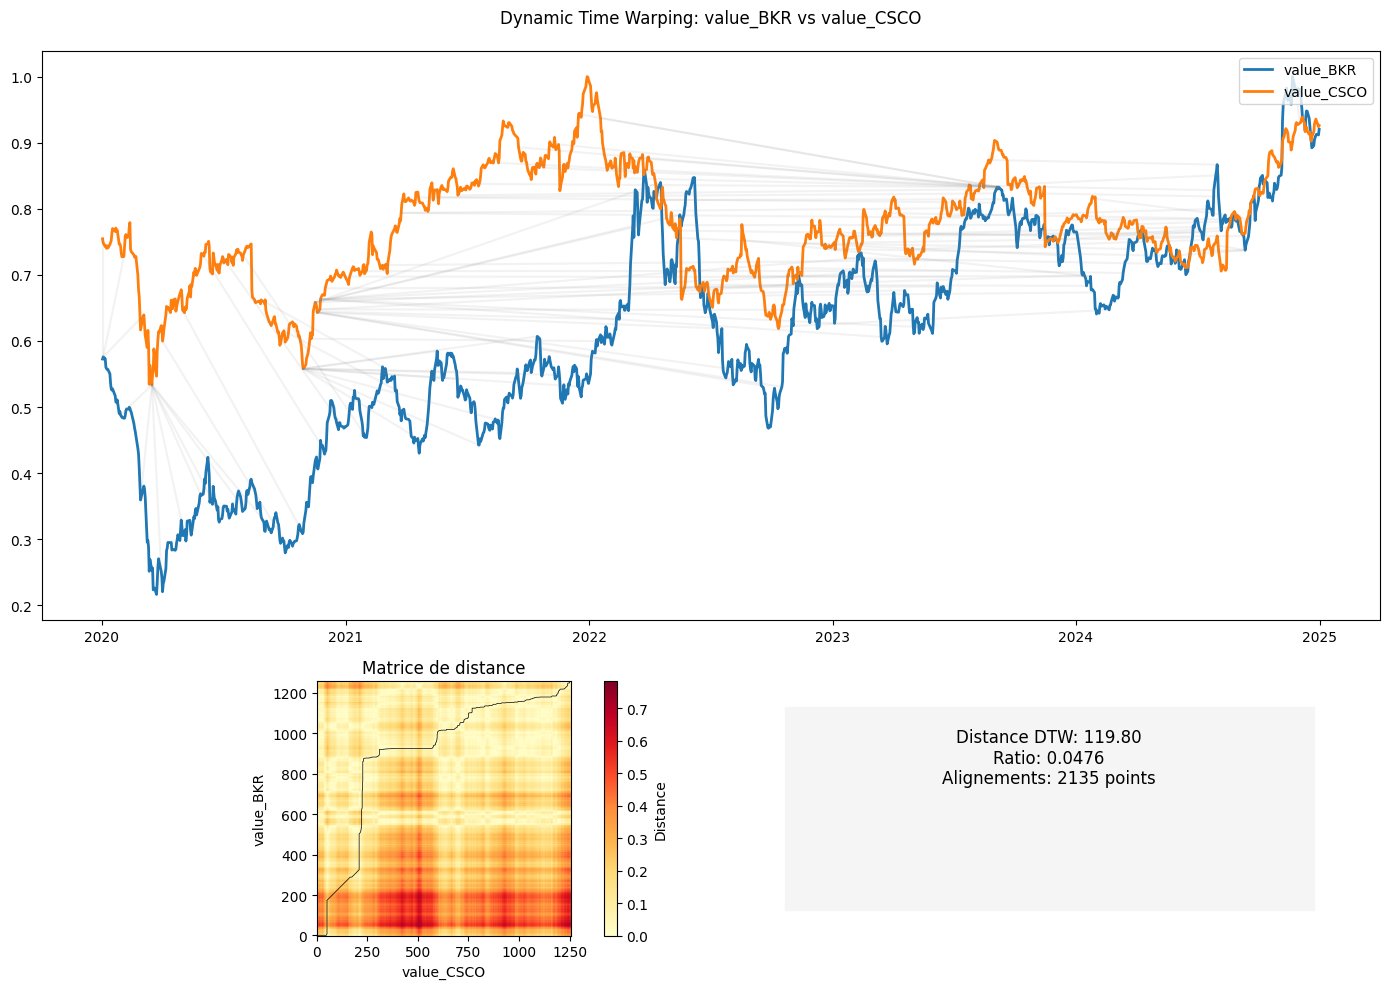 Dynamic Time Warping: value_BKR vs value_CSCO
1.0
0.9
0.8
0.7
0.6
0.5
0.4
0.3
0.2
value_BKR
value_CSCO
2020 2021 2022 2023 2024 2025
Matrice de distance
value_BKR
1200
1000
800
600
400
200
0
0 250 500 750 1000 1250
value_CSCO
0.7
0.6
0.5
0.4
0.3
0.2
0.1
0.0
Distance
Distance DTW: 119.80
Ratio: 0.0476
Alignements: 2135 points